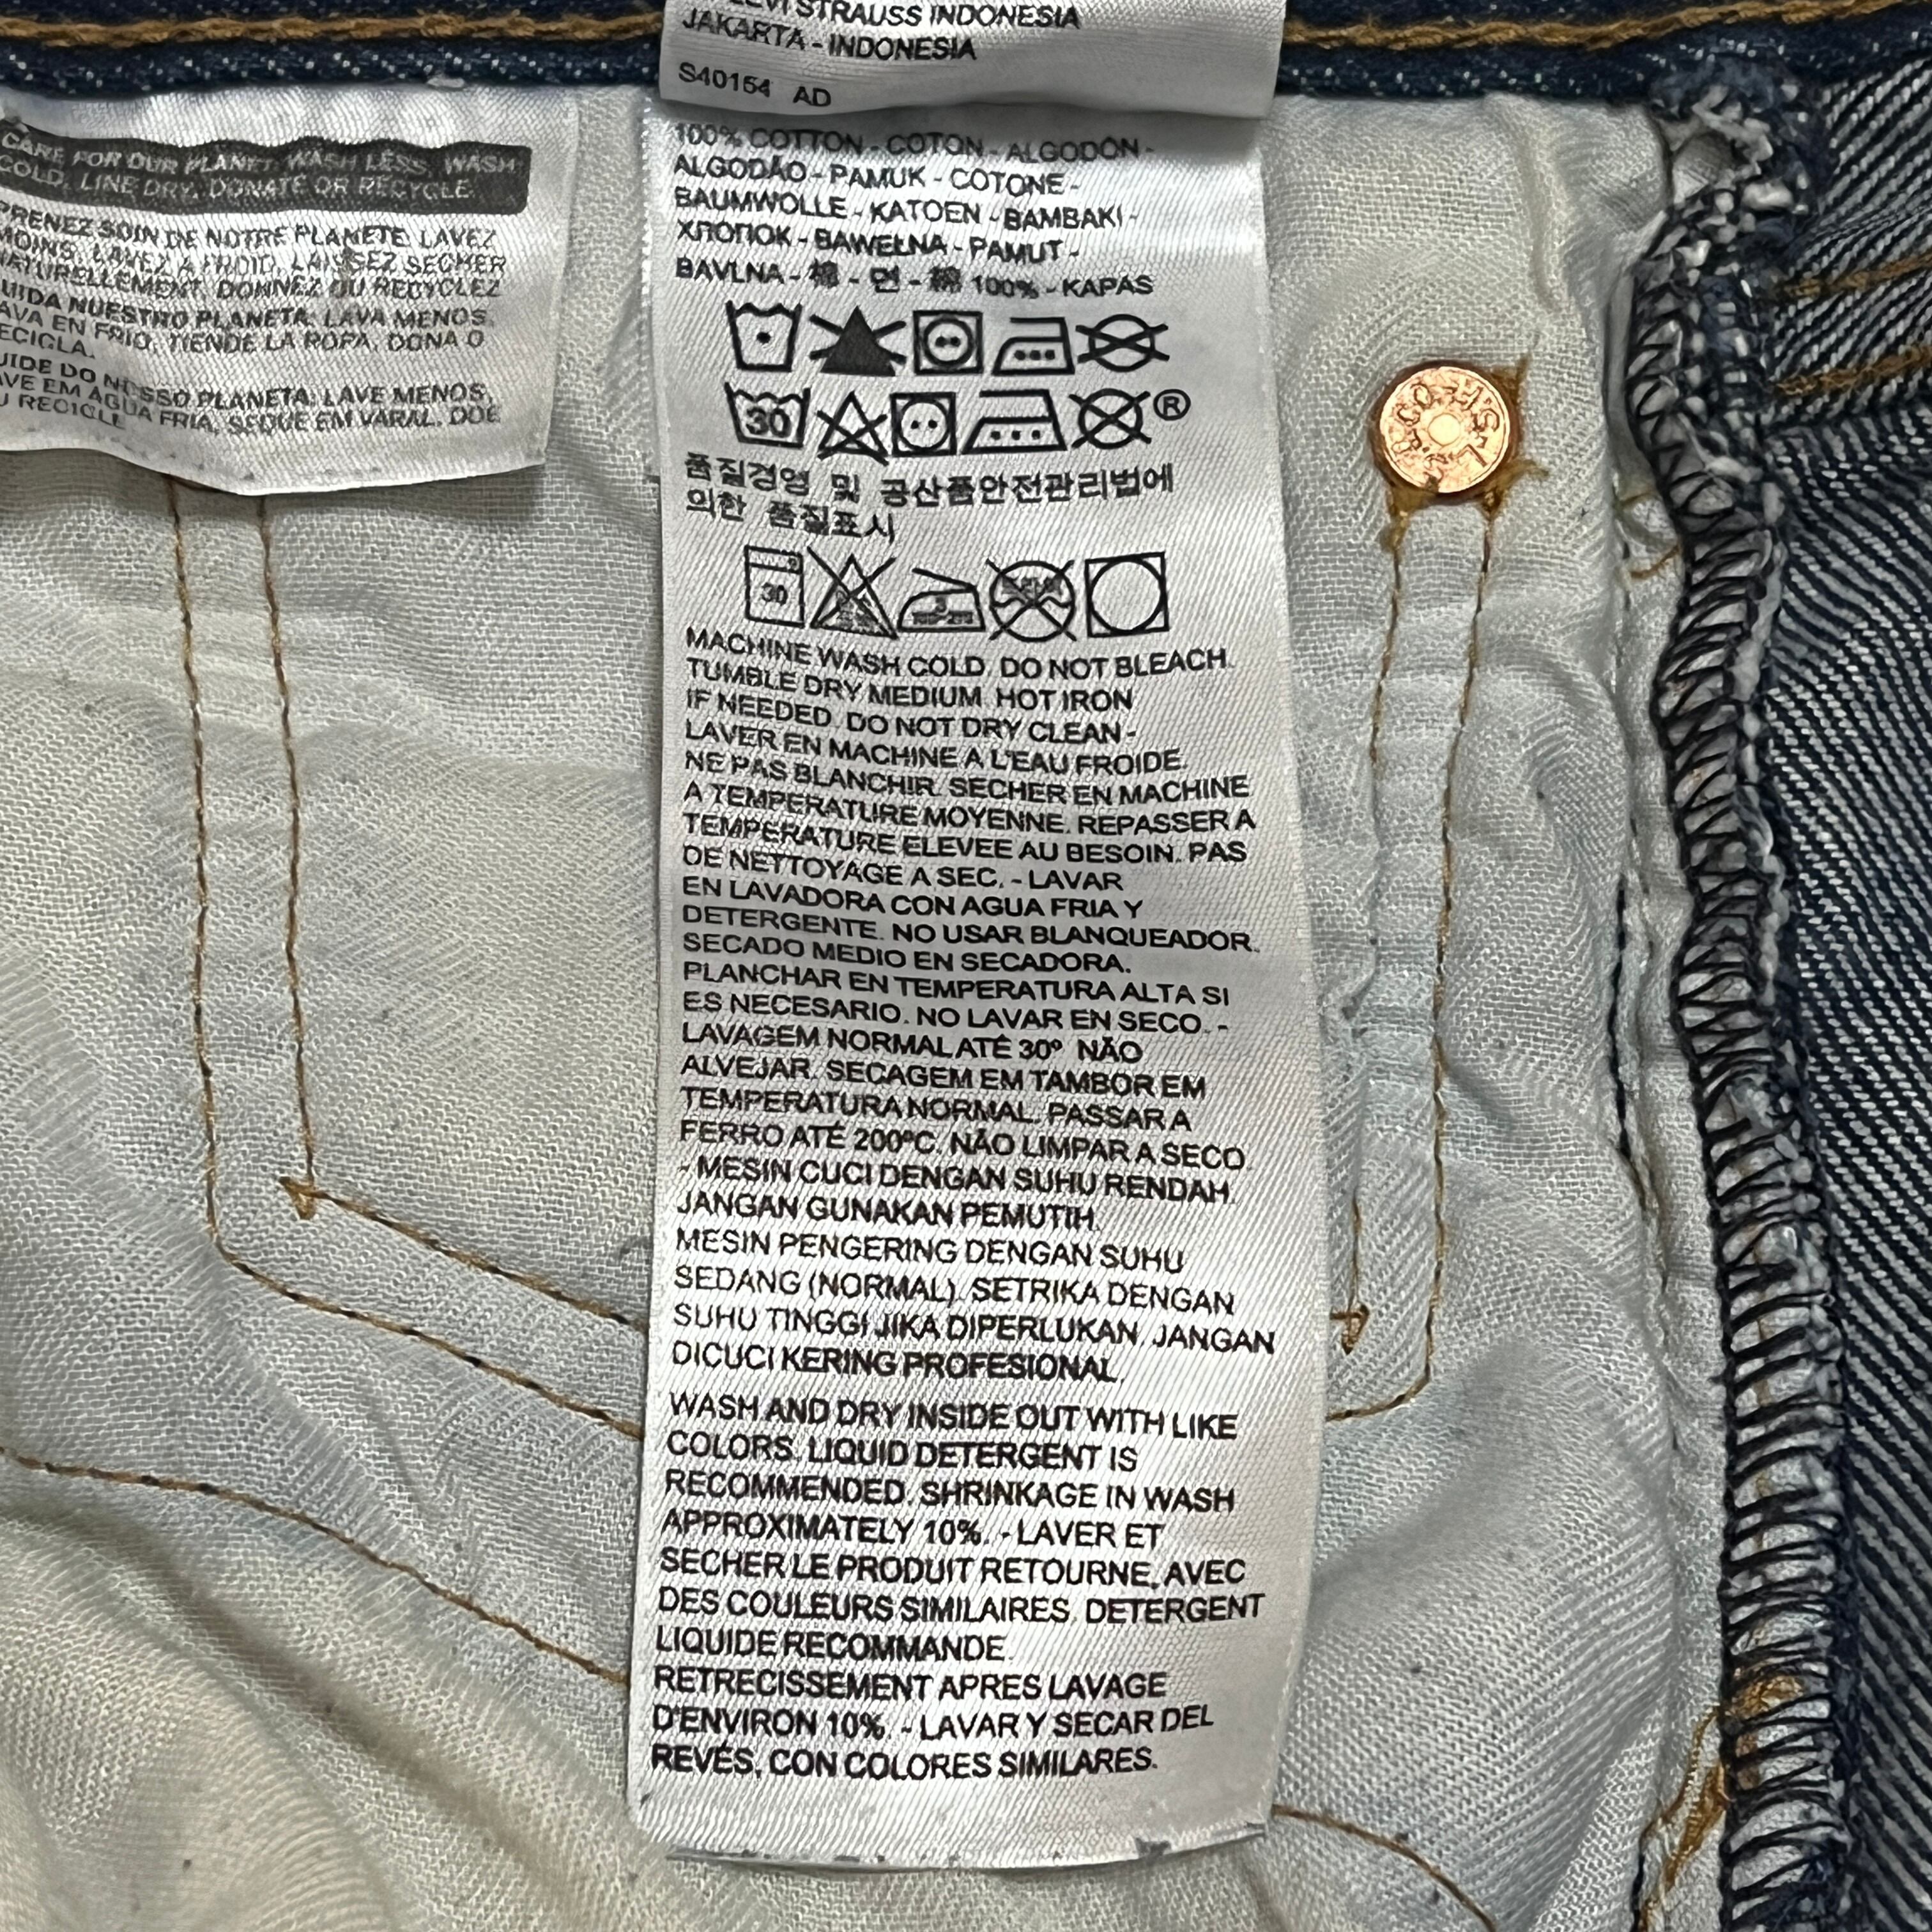 LEVI STRAUSS INDONESIA
JAKARTA - INDONESIA
S40154 AD
CARE FOR OUR PLANET: WASH LESS, WASH
COLD, LINE DRY, DONATE OR RECYCLE
PRENEZ SOIN DE NOTRE PLANETE: LAVEZ
MOINS, LAVEZ A FROID, LAISSEZ SECHER
NATURELLEMENT, DONNEZ OU RECYCLEZ
UIDA NUESTRO PLANETA: LAVA MENOS,
AVA EN FRIO, TIENDE LA ROPA, DONA O
ECICLA.
UIDE DO NOSSO PLANETA: LAVE MENOS,
AVE EM ÁGUA FRIA, SEQUE EM VARAL, DOE
U RECICLE
100% COTTON - COTON - ALGODÓN -
ALGODÃO - PAMUK - COTONE -
BAUMWOLLE - KATOEN - BAMBAKI -
ХЛОПОК - BAWEŁNA - PAMUT -
BAVLNA - 棉 - 면 - 綿 100% - KAPAS
30 ®
품질경영 및 공산품안전관리법에
의한 품질표시
30 3
MACHINE WASH COLD DO NOT BLEACH.
TUMBLE DRY MEDIUM HOT IRON
IF NEEDED DO NOT DRY CLEAN -
LAVER EN MACHINE A L'EAU FROIDE.
NE PAS BLANCHIR. SECHER EN MACHINE
A TEMPERATURE MOYENNE. REPASSER A
TEMPERATURE ELEVEE AU BESOIN. PAS
DE NETTOYAGE A SEC. - LAVAR
EN LAVADORA CON AGUA FRIA Y
DETERGENTE. NO USAR BLANQUEADOR.
SECADO MEDIO EN SECADORA.
PLANCHAR EN TEMPERATURA ALTA SI
ES NECESARIO. NO LAVAR EN SECO. -
LAVAGEM NORMAL ATÉ 30º NÃO
ALVEJAR. SECAGEM EM TAMBOR EM
TEMPERATURA NORMAL. PASSAR A
FERRO ATÉ 200ºC. NÃO LIMPAR A SECO.
- MESIN CUCI DENGAN SUHU RENDAH.
JANGAN GUNAKAN PEMUTIH.
MESIN PENGERING DENGAN SUHU
SEDANG (NORMAL). SETRIKA DENGAN
SUHU TINGGI JIKA DIPERLUKAN. JANGAN
DICUCI KERING PROFESIONAL.
WASH AND DRY INSIDE OUT WITH LIKE
COLORS. LIQUID DETERGENT IS
RECOMMENDED. SHRINKAGE IN WASH
APPROXIMATELY 10%. - LAVER ET
SECHER LE PRODUIT RETOURNE, AVEC
DES COULEURS SIMILAIRES. DETERGENT
LIQUIDE RECOMMANDE.
RETRECISSEMENT APRES LAVAGE
D'ENVIRON 10%. - LAVAR Y SECAR DEL
REVÉS, CON COLORES SIMILARES.